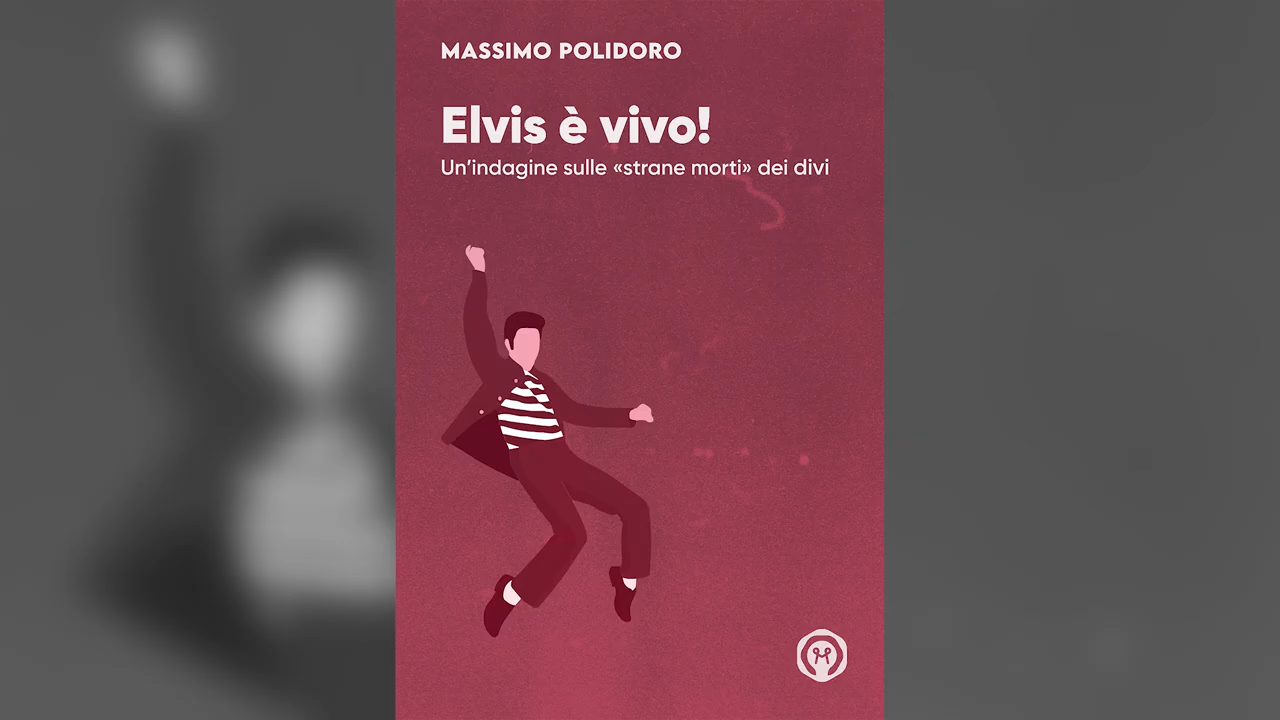 MASSIMO POLIDORO
Elvis è vivo!
Un'indagine sulle «strane morti» dei divi